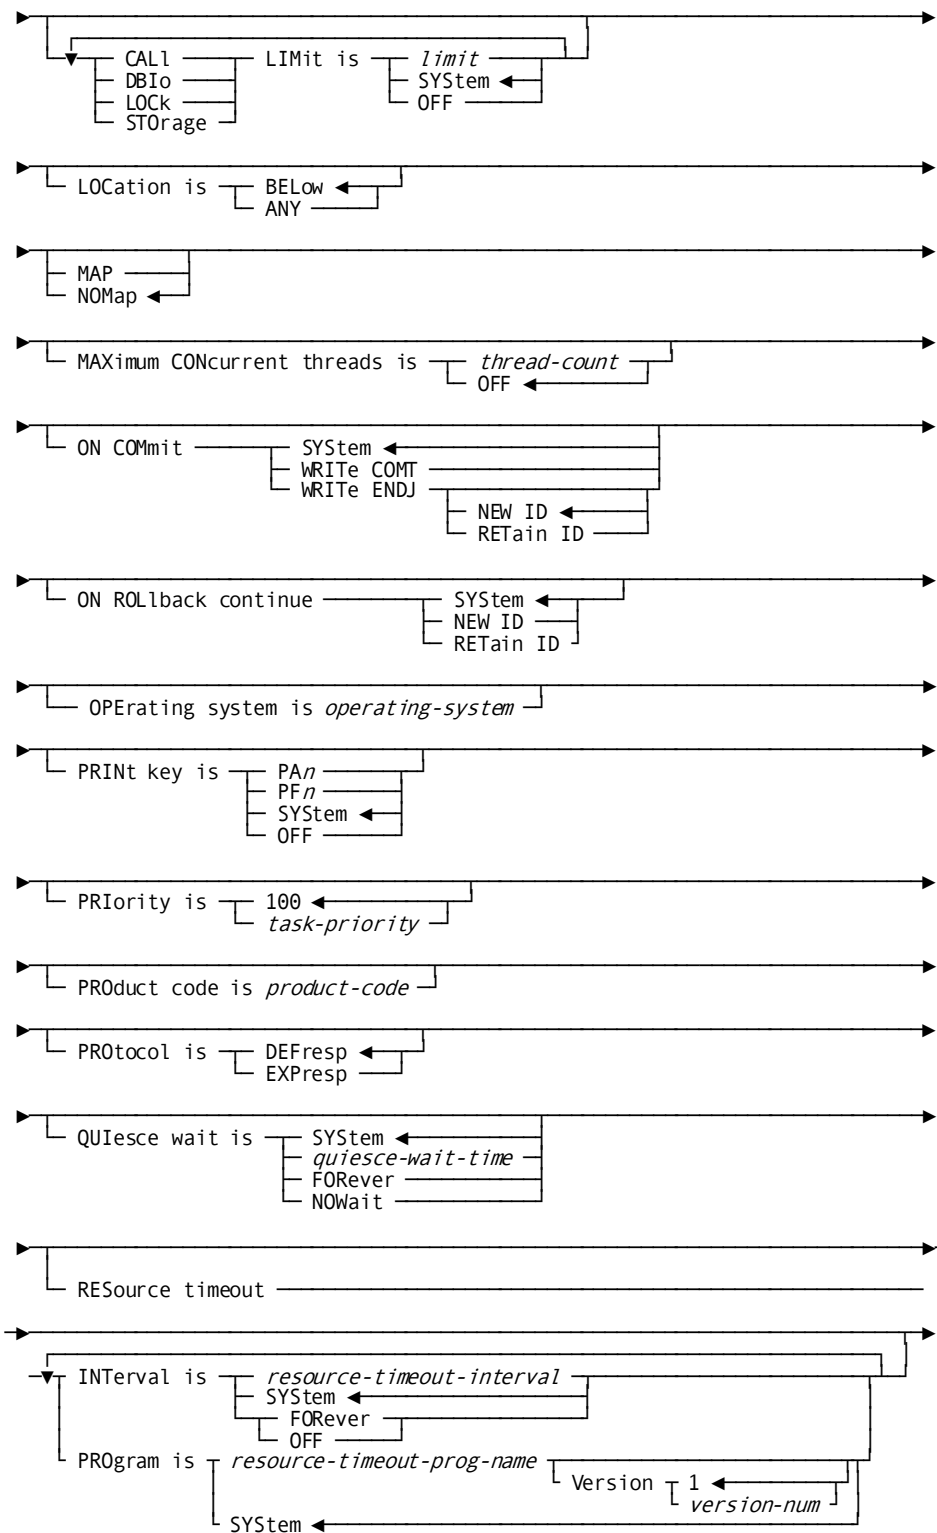 CALl LIMit is limit
DBIo SYStem
LOCk OFF
STOrage
LOCation is BELow
ANY
MAP
NOMap
MAXimum CONcurrent threads is thread-count
OFF
ON COMmit SYStem
WRITe COMT
WRITe ENDJ
NEW ID
RETain ID
ON ROLlback continue SYStem
NEW ID
RETain ID
OPErating system is operating-system
PRINt key is PAn
PFn
SYStem
OFF
PRIority is 100
task-priority
PROduct code is product-code
PROtocol is DEFresp
EXPresp
QUIesce wait is SYStem
quiesce-wait-time
FORever
NOWait
RESource timeout
INTerval is resource-timeout-interval
SYStem
FORever
OFF
PROgram is resource-timeout-prog-name
Version 1
version-num
SYStem